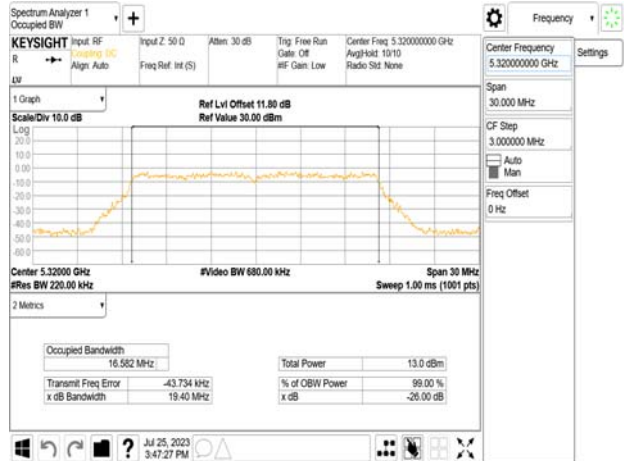 Spectrum Analyzer 1
Occupied BW
Frequency
KEYSIGHT
Input: RF
Coupling: DC
Align: Auto
Input Z: 50 Ω
Freq Ref: Int (S)
Atten: 30 dB
Trig: Free Run
Gate: Off
#IF Gain: Low
Center Freq: 5.320000000 GHz
Avg|Hold: 10/10
Radio Std: None
R
Center Frequency
5.320000000 GHz
Settings
Span
30.000 MHz
CF Step
3.000000 MHz
Auto
Man
Freq Offset
0 Hz
1 Graph
Scale/Div 10.0 dB
Ref Lvl Offset 11.80 dB
Ref Value 30.00 dBm
Log
20.0
10.0
0.00
-10.0
-20.0
-30.0
-40.0
-50.0
-60.0
Center 5.32000 GHz
#Res BW 220.00 kHz
#Video BW 680.00 kHz
Span 30 MHz
Sweep 1.00 ms (1001 pts)
2 Metrics
Occupied Bandwidth
16.582 MHz
Total Power 13.0 dBm
Transmit Freq Error -43.734 kHz
% of OBW Power 99.00 %
x dB Bandwidth 19.40 MHz
x dB -26.00 dB
Jul 25, 2023
3:47:27 PM